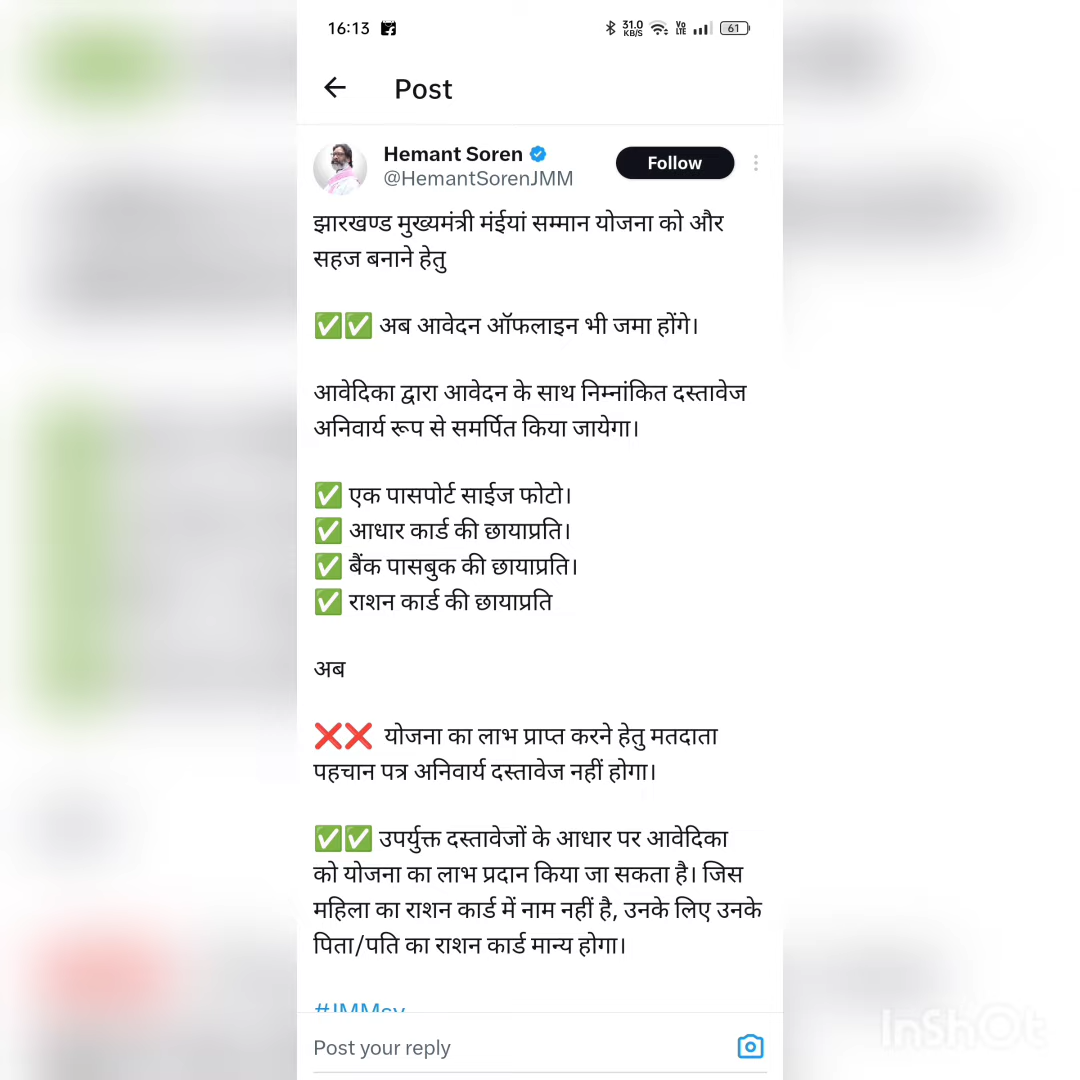 16:13 31.0 KB/S Vo LTE 61
Post
Hemant Soren
@HemantSorenJMM
Follow
झारखण्ड मुख्यमंत्री मंईयां सम्मान योजना को और
सहज बनाने हेतु
✅✅ अब आवेदन ऑफलाइन भी जमा होंगे।
आवेदिका द्वारा आवेदन के साथ निम्नांकित दस्तावेज
अनिवार्य रूप से समर्पित किया जायेगा।
✅ एक पासपोर्ट साईज फोटो।
✅ आधार कार्ड की छायाप्रति।
✅ बैंक पासबुक की छायाप्रति।
✅ राशन कार्ड की छायाप्रति
अब
❌❌ योजना का लाभ प्राप्त करने हेतु मतदाता
पहचान पत्र अनिवार्य दस्तावेज नहीं होगा।
✅✅ उपर्युक्त दस्तावेजों के आधार पर आवेदिका
को योजना का लाभ प्रदान किया जा सकता है। जिस
महिला का राशन कार्ड में नाम नहीं है, उनके लिए उनके
पिता/पति का राशन कार्ड मान्य होगा।
Post your reply
InShOt